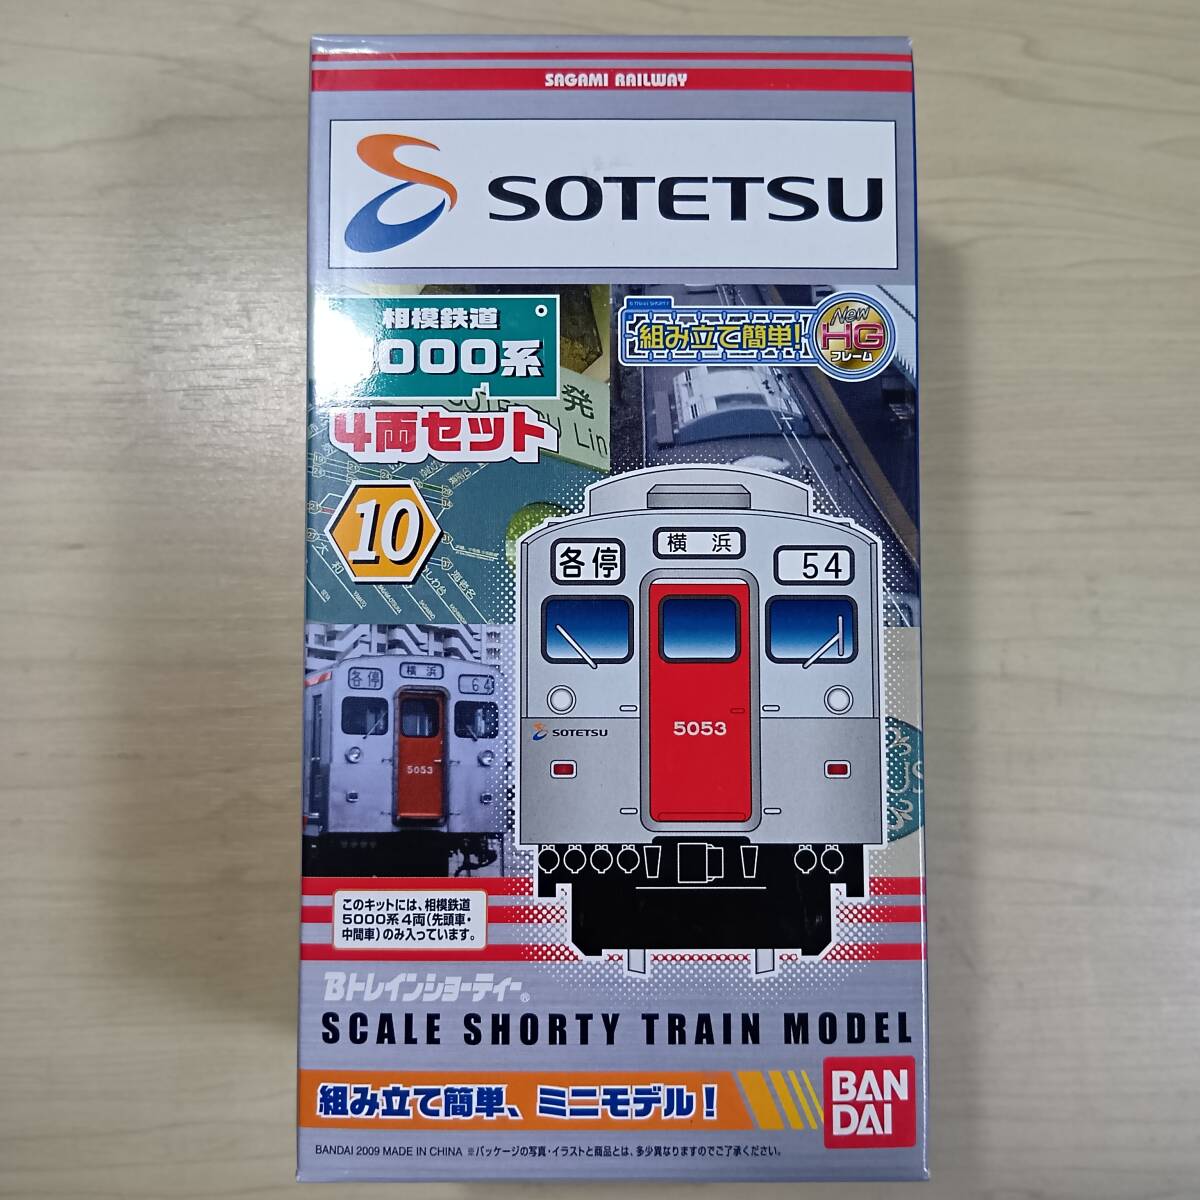 SAGAMI RAILWAY
SOTETSU
相模鉄道
000系
4両セット
10
B TRAIN SHORTY
組み立て簡単!
New
HG
フレーム
発
Lin
各停
横浜
54
5053
SOTETSU
各停
横浜
64
5053
このキットには、相模鉄道
5000系4両(先頭車・
中間車)のみ入っています。
Bトレインショーティー®
SCALE SHORTY TRAIN MODEL
組み立て簡単、ミニモデル!
BAN
DAI
BANDAI 2009 MADE IN CHINA ※パッケージの写真・イラストと商品とは、多少異なりますのでご了承ください。